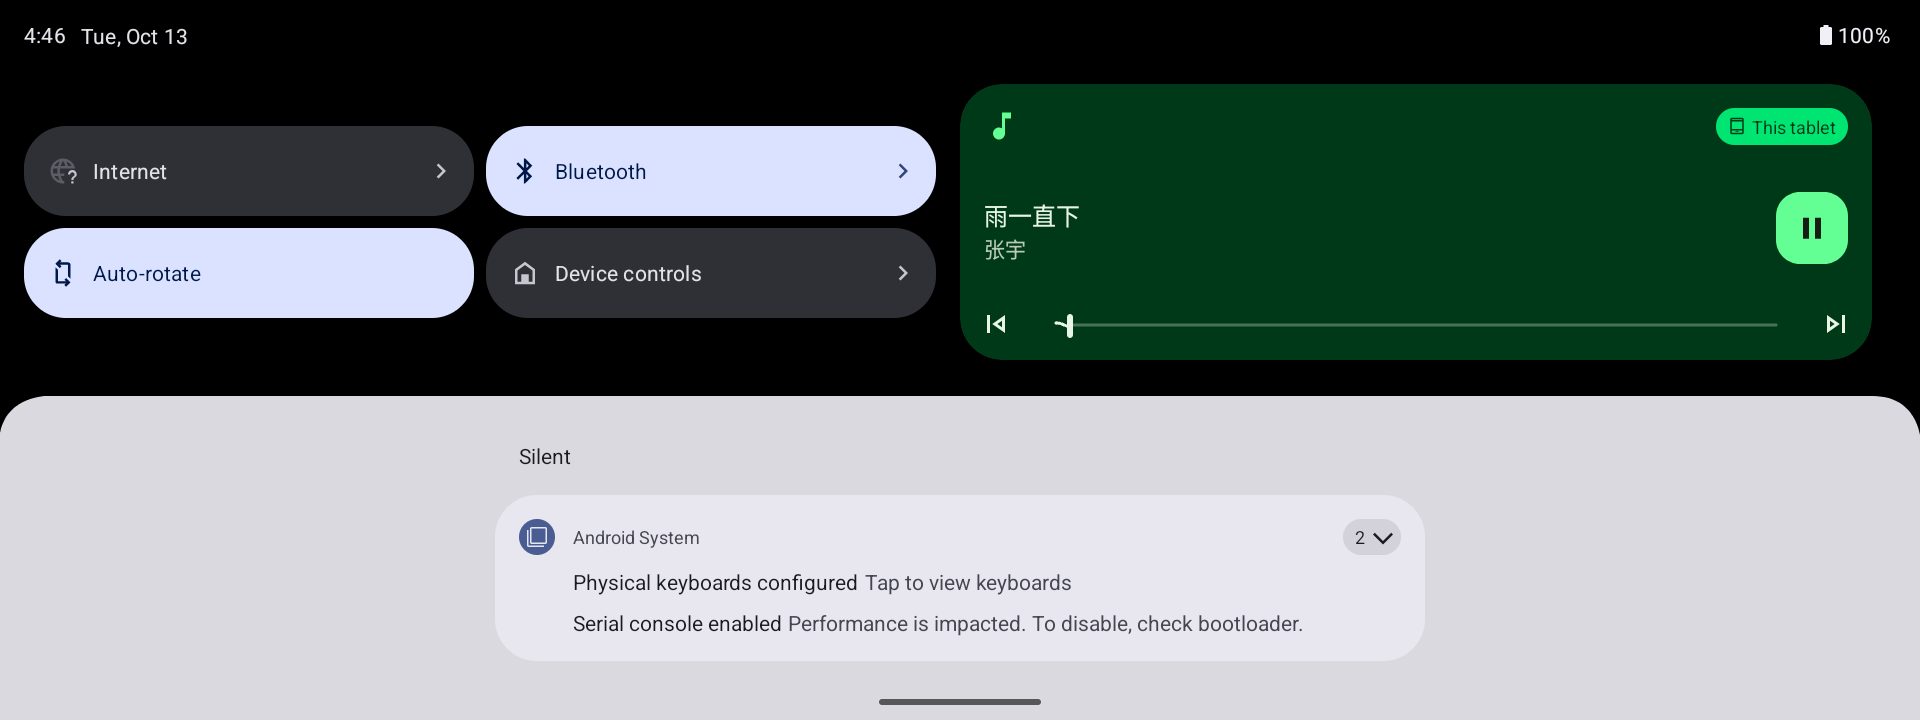 4:46 Tue, Oct 13
100%
Internet
Bluetooth
Auto-rotate
Device controls
This tablet
雨一直下
张宇
Silent
Android System
2
Physical keyboards configured Tap to view keyboards
Serial console enabled Performance is impacted. To disable, check bootloader.